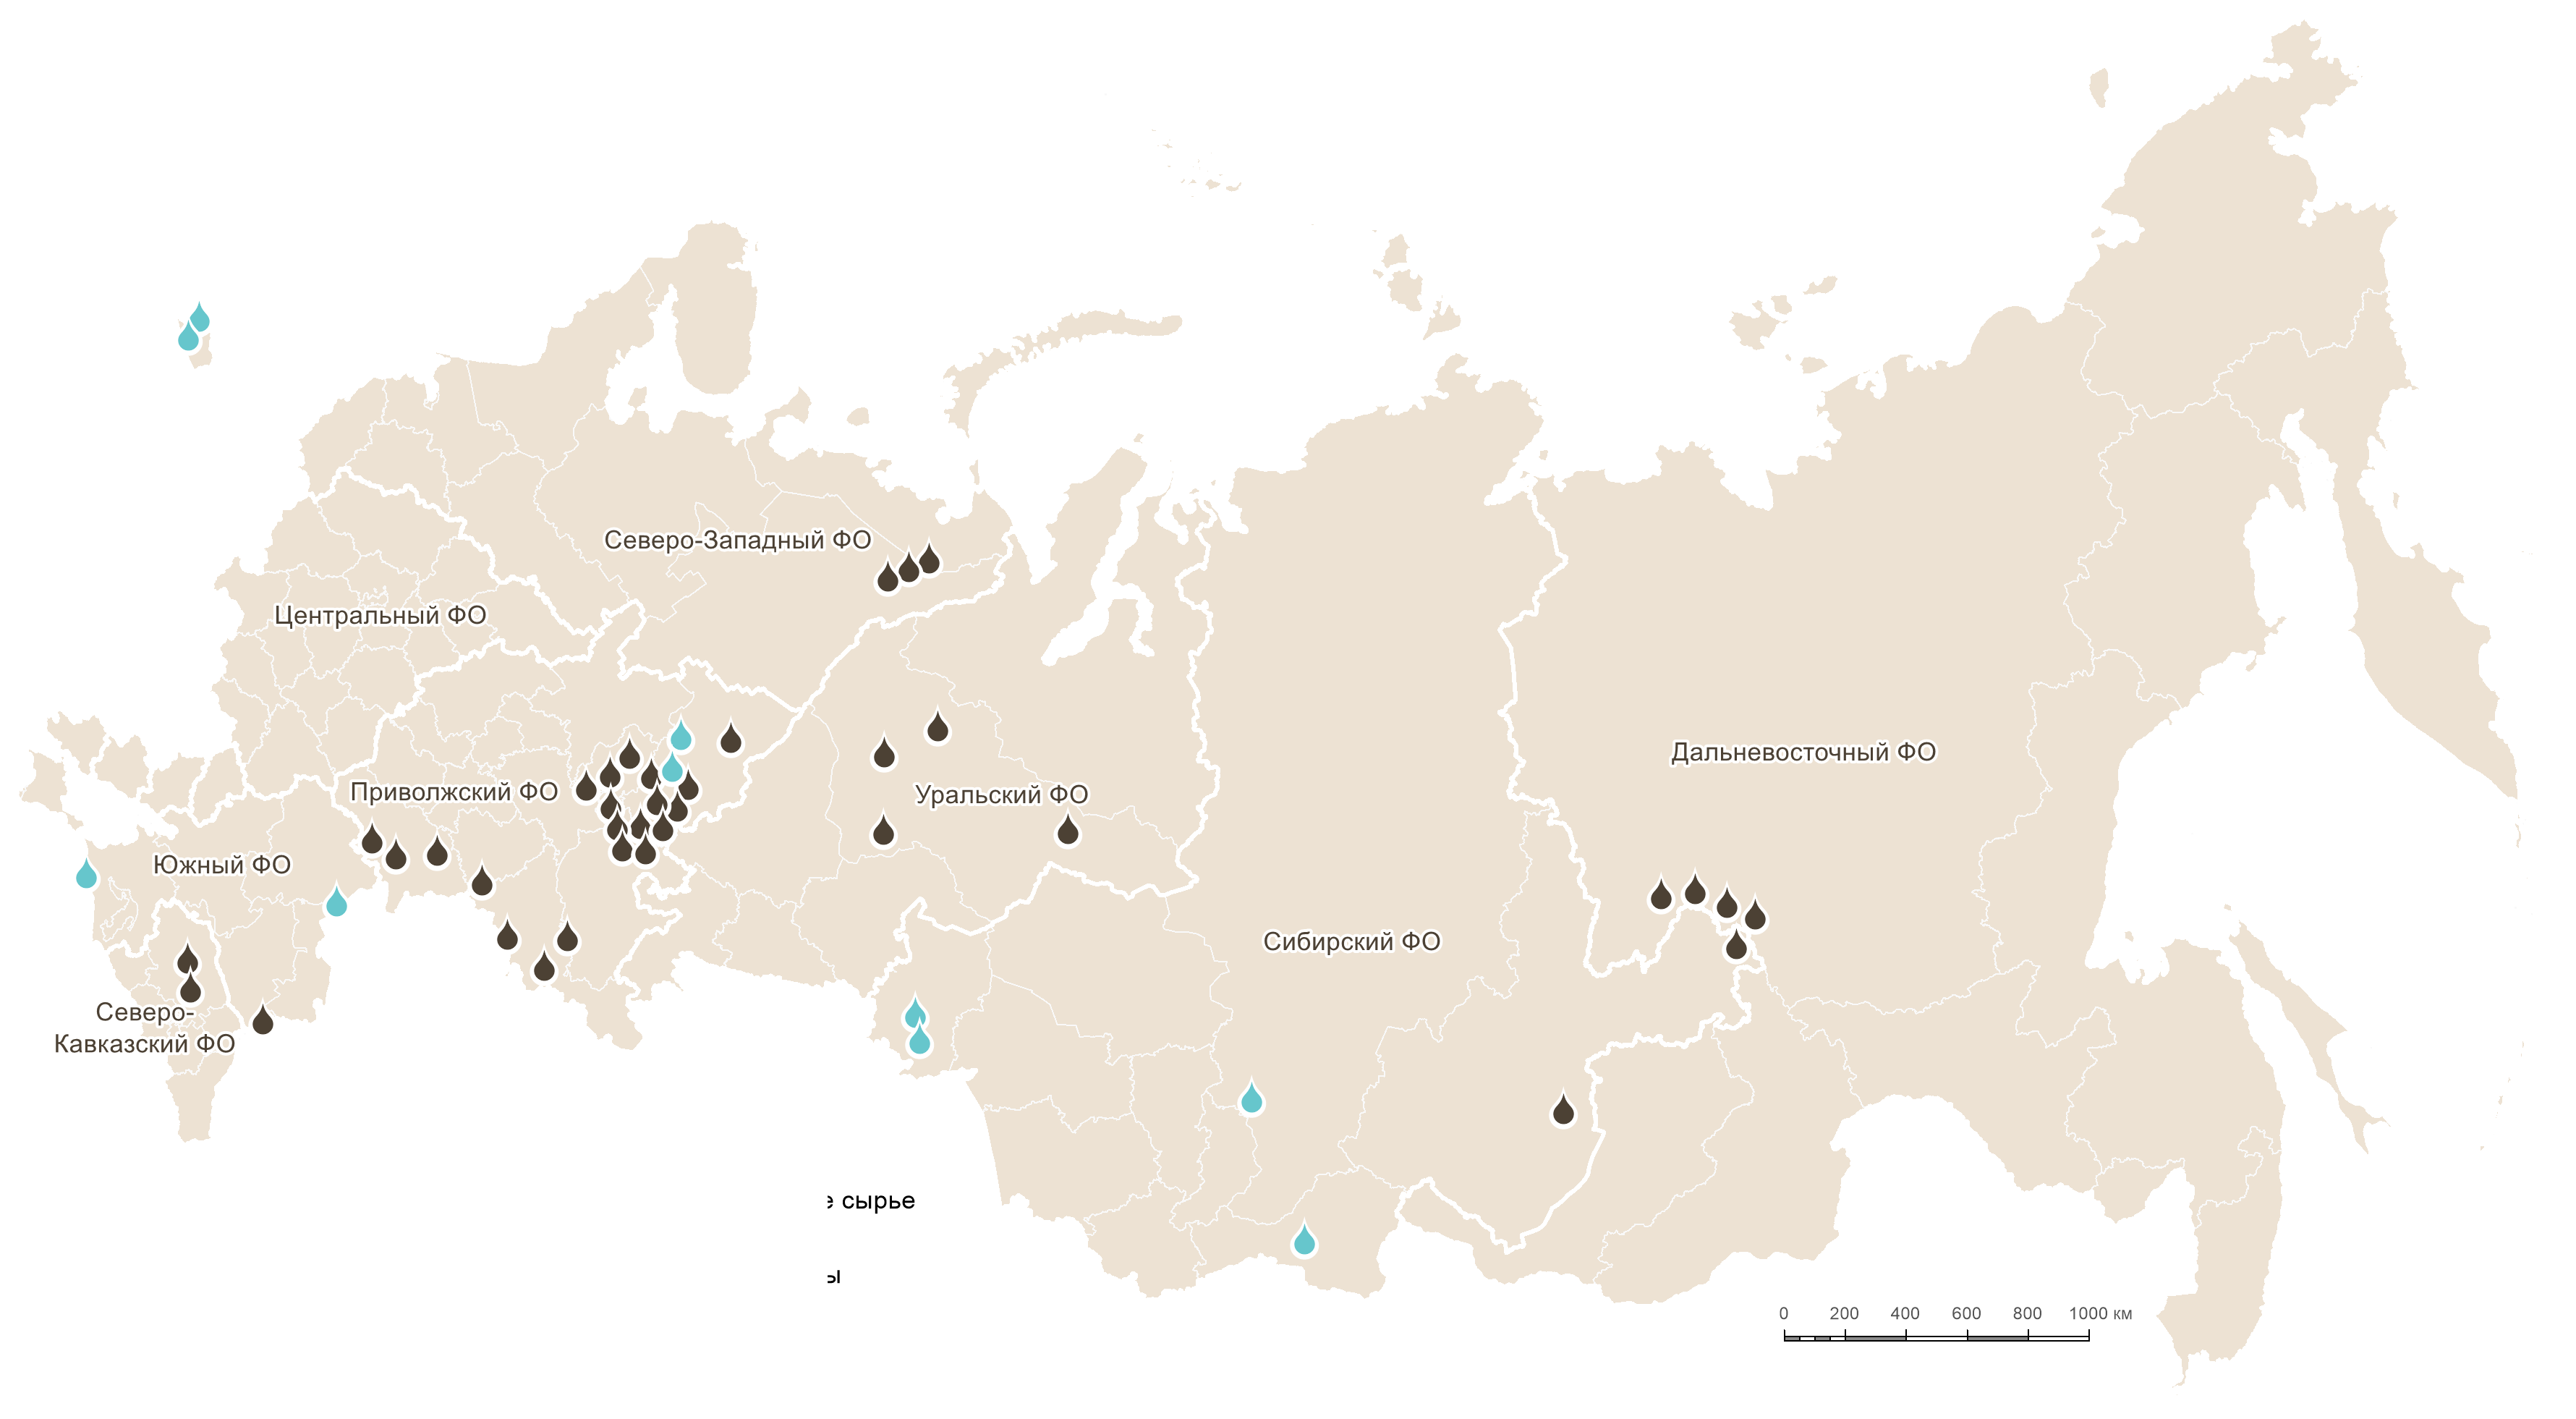 Северо-Западный ФО
Центральный ФО
Дальневосточный ФО
Приволжский ФО
Уральский ФО
Южный ФО
Сибирский ФО
Северо-
Кавказский ФО
сырье
0 200 400 600 800 1000 км